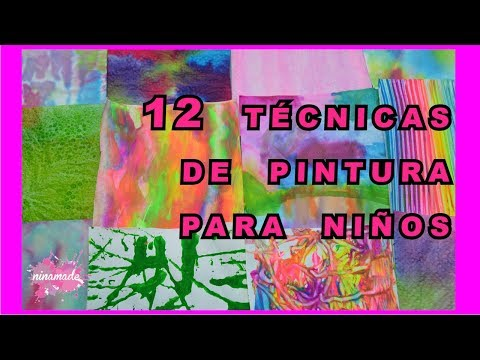 12 TÉCNICAS
DE PINTURA
PARA NIÑOS
ninamade